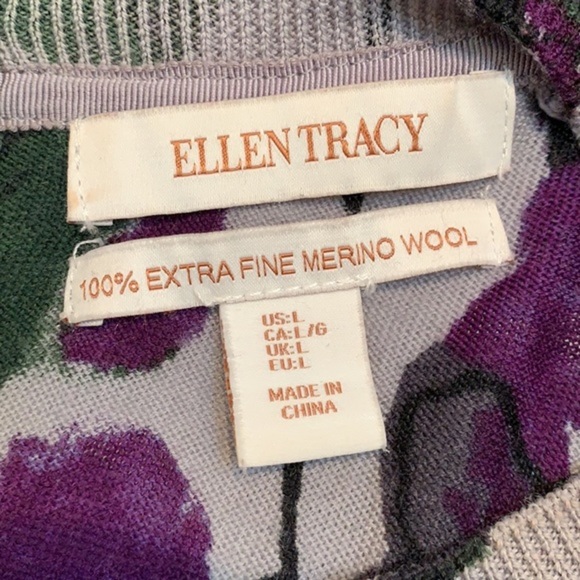 ELLEN TRACY
100% EXTRA FINE MERINO WOOL
US:L
CA:L/G
UK:L
EU:L
MADE IN
CHINA